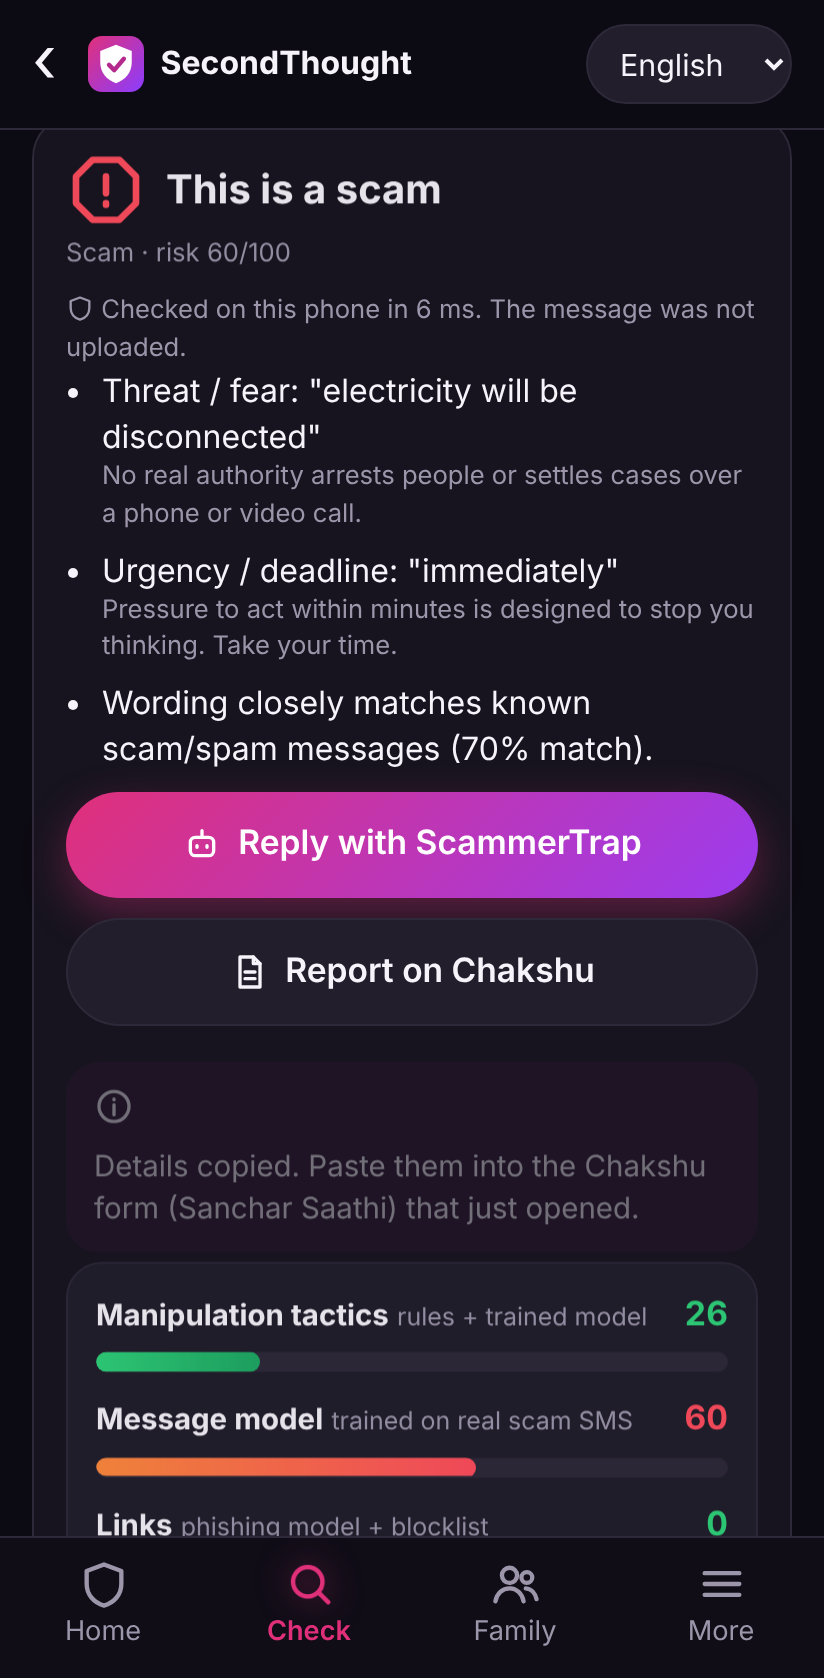 SecondThought
English
This is a scam
Scam · risk 60/100
Checked on this phone in 6 ms. The message was not
uploaded.
• Threat / fear: "electricity will be
disconnected"
No real authority arrests people or settles cases over
a phone or video call.
• Urgency / deadline: "immediately"
Pressure to act within minutes is designed to stop you
thinking. Take your time.
• Wording closely matches known
scam/spam messages (70% match).
Reply with ScammerTrap
Report on Chakshu
Details copied. Paste them into the Chakshu
form (Sanchar Saathi) that just opened.
Manipulation tactics rules + trained model 26
Message model trained on real scam SMS 60
Links phishing model + blocklist 0
Home
Check
Family
More